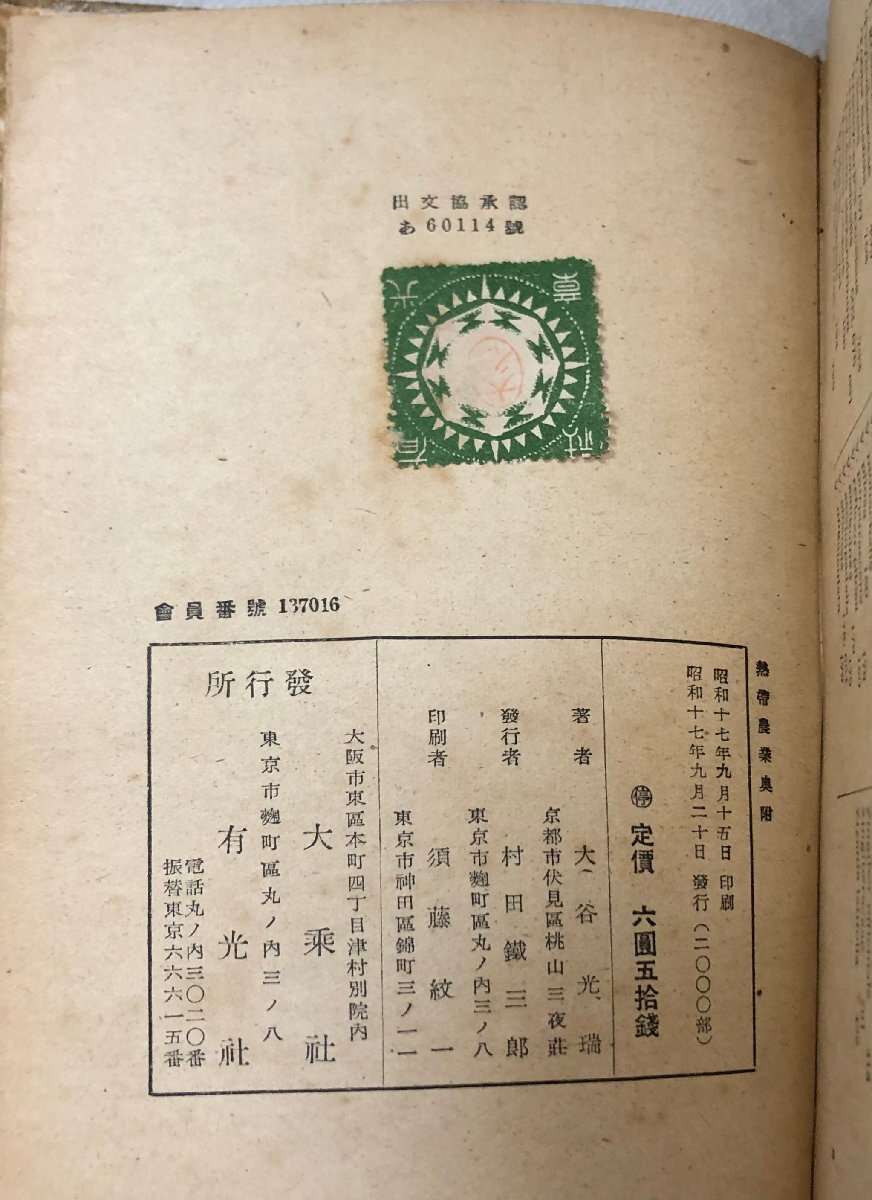 出文協承認
あ60114號
光
章
有
社
會員番號 137016
熱帶農業奥附
昭和十七年九月十五日 印刷
昭和十七年九月二十日 發行(二〇〇〇部)
㊡ 定價 六圓五拾錢
著者 大谷光瑞
京都市伏見區桃山三夜莊
發行者 村田鐵三郎
東京市麴町區丸ノ內三ノ八
印刷者 須藤紋一
東京市神田區錦町三ノ一一
發行所
大阪市東區本町四丁目津村別院內
大乘社
東京市麴町區丸ノ內三ノ八
有光社
電話丸ノ內三〇二〇番
振替東京六六六一五番